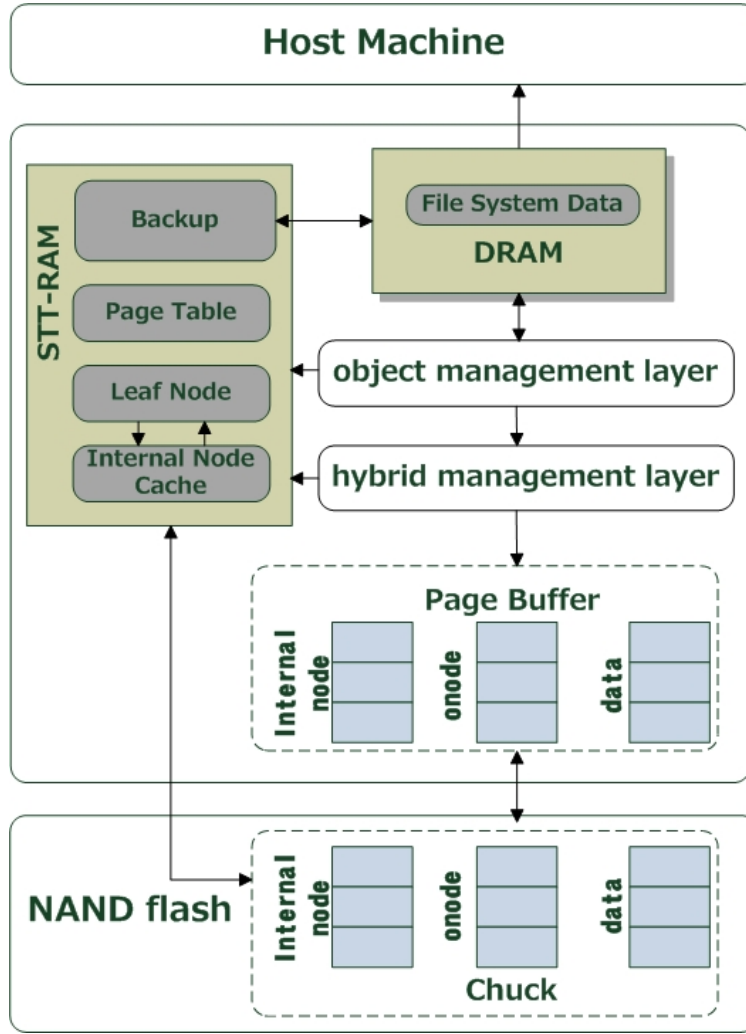 Host Machine
STT-RAM
Backup
Page Table
Leaf Node
Internal Node
Cache
File System Data
DRAM
object management layer
hybrid management layer
Page Buffer
Internal
node
onode
data
NAND flash
Internal
node
onode
data
Chuck